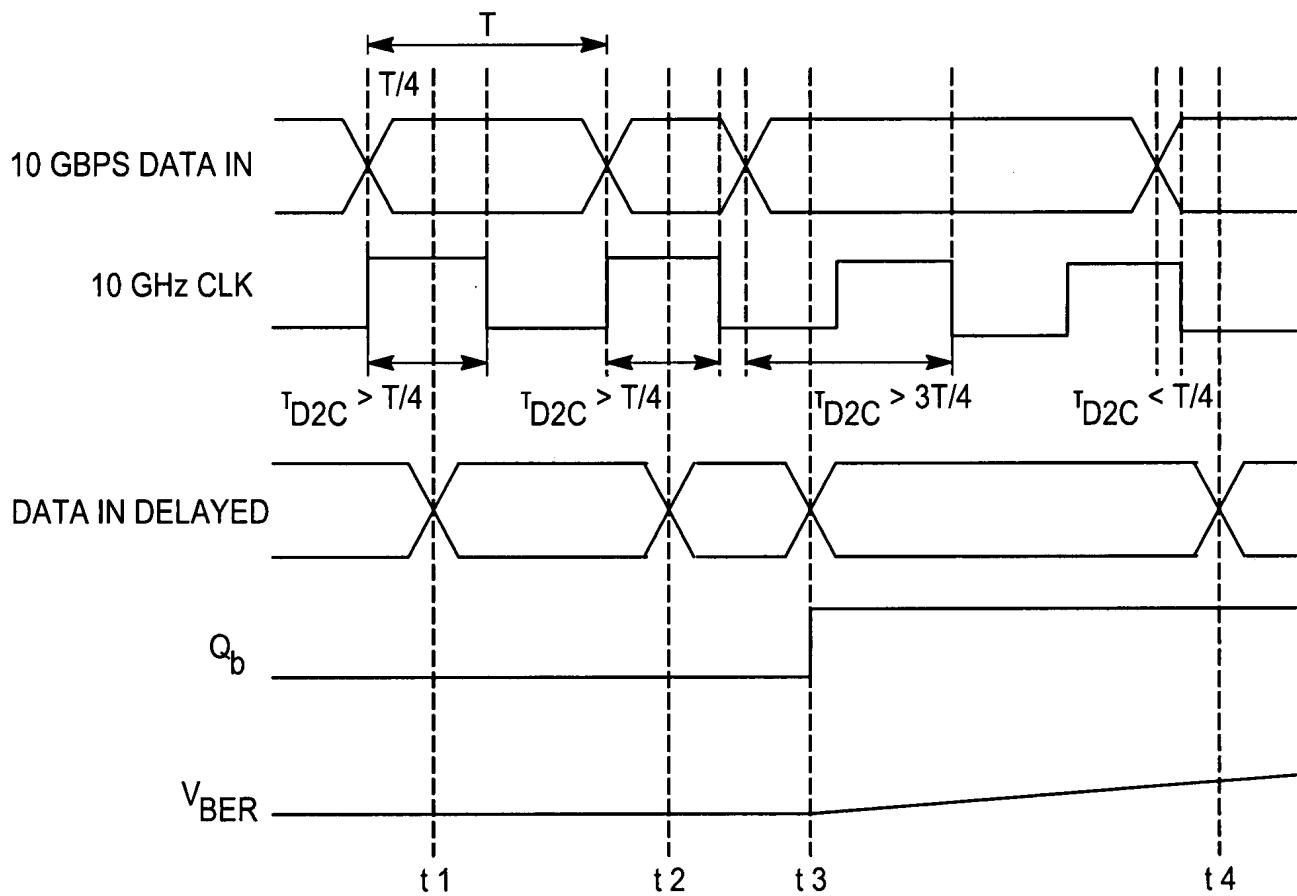 T
T/4
10 GBPS DATA IN
10 GHz CLK
τD2C > T/4
τD2C > T/4
τD2C > 3T/4
τD2C < T/4
DATA IN DELAYED
Qb
VBER
t 1
t 2
t 3
t 4